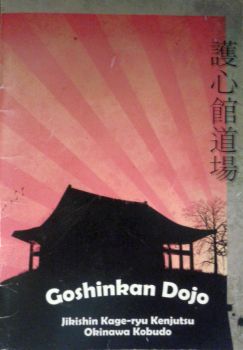 護心館道場
Goshinkan Dojo
Jikishin Kage-ryu Kenjutsu
Okinawa Kobudo